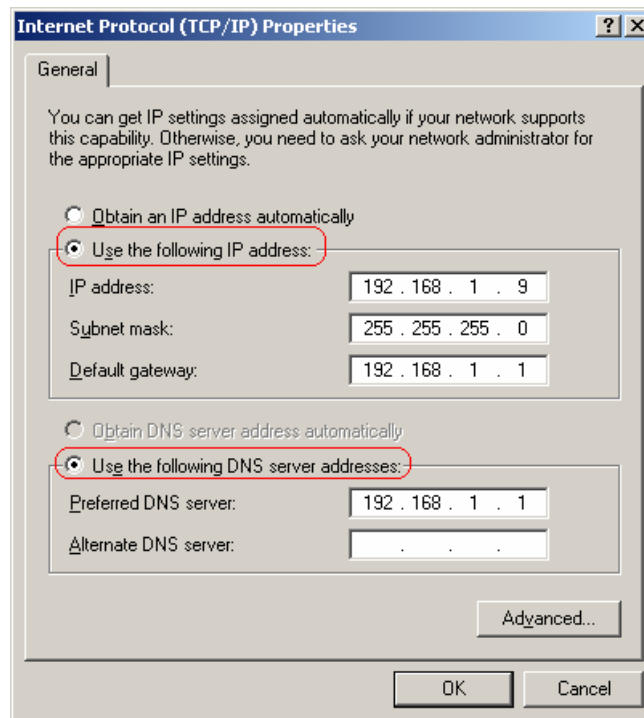 Internet Protocol (TCP/IP) Properties
General
You can get IP settings assigned automatically if your network supports
this capability. Otherwise, you need to ask your network administrator for
the appropriate IP settings.
Obtain an IP address automatically
Use the following IP address:
IP address: 192 . 168 . 1 . 9
Subnet mask: 255 . 255 . 255 . 0
Default gateway: 192 . 168 . 1 . 1
Obtain DNS server address automatically
Use the following DNS server addresses:
Preferred DNS server: 192 . 168 . 1 . 1
Alternate DNS server: . . .
Advanced...
OK Cancel